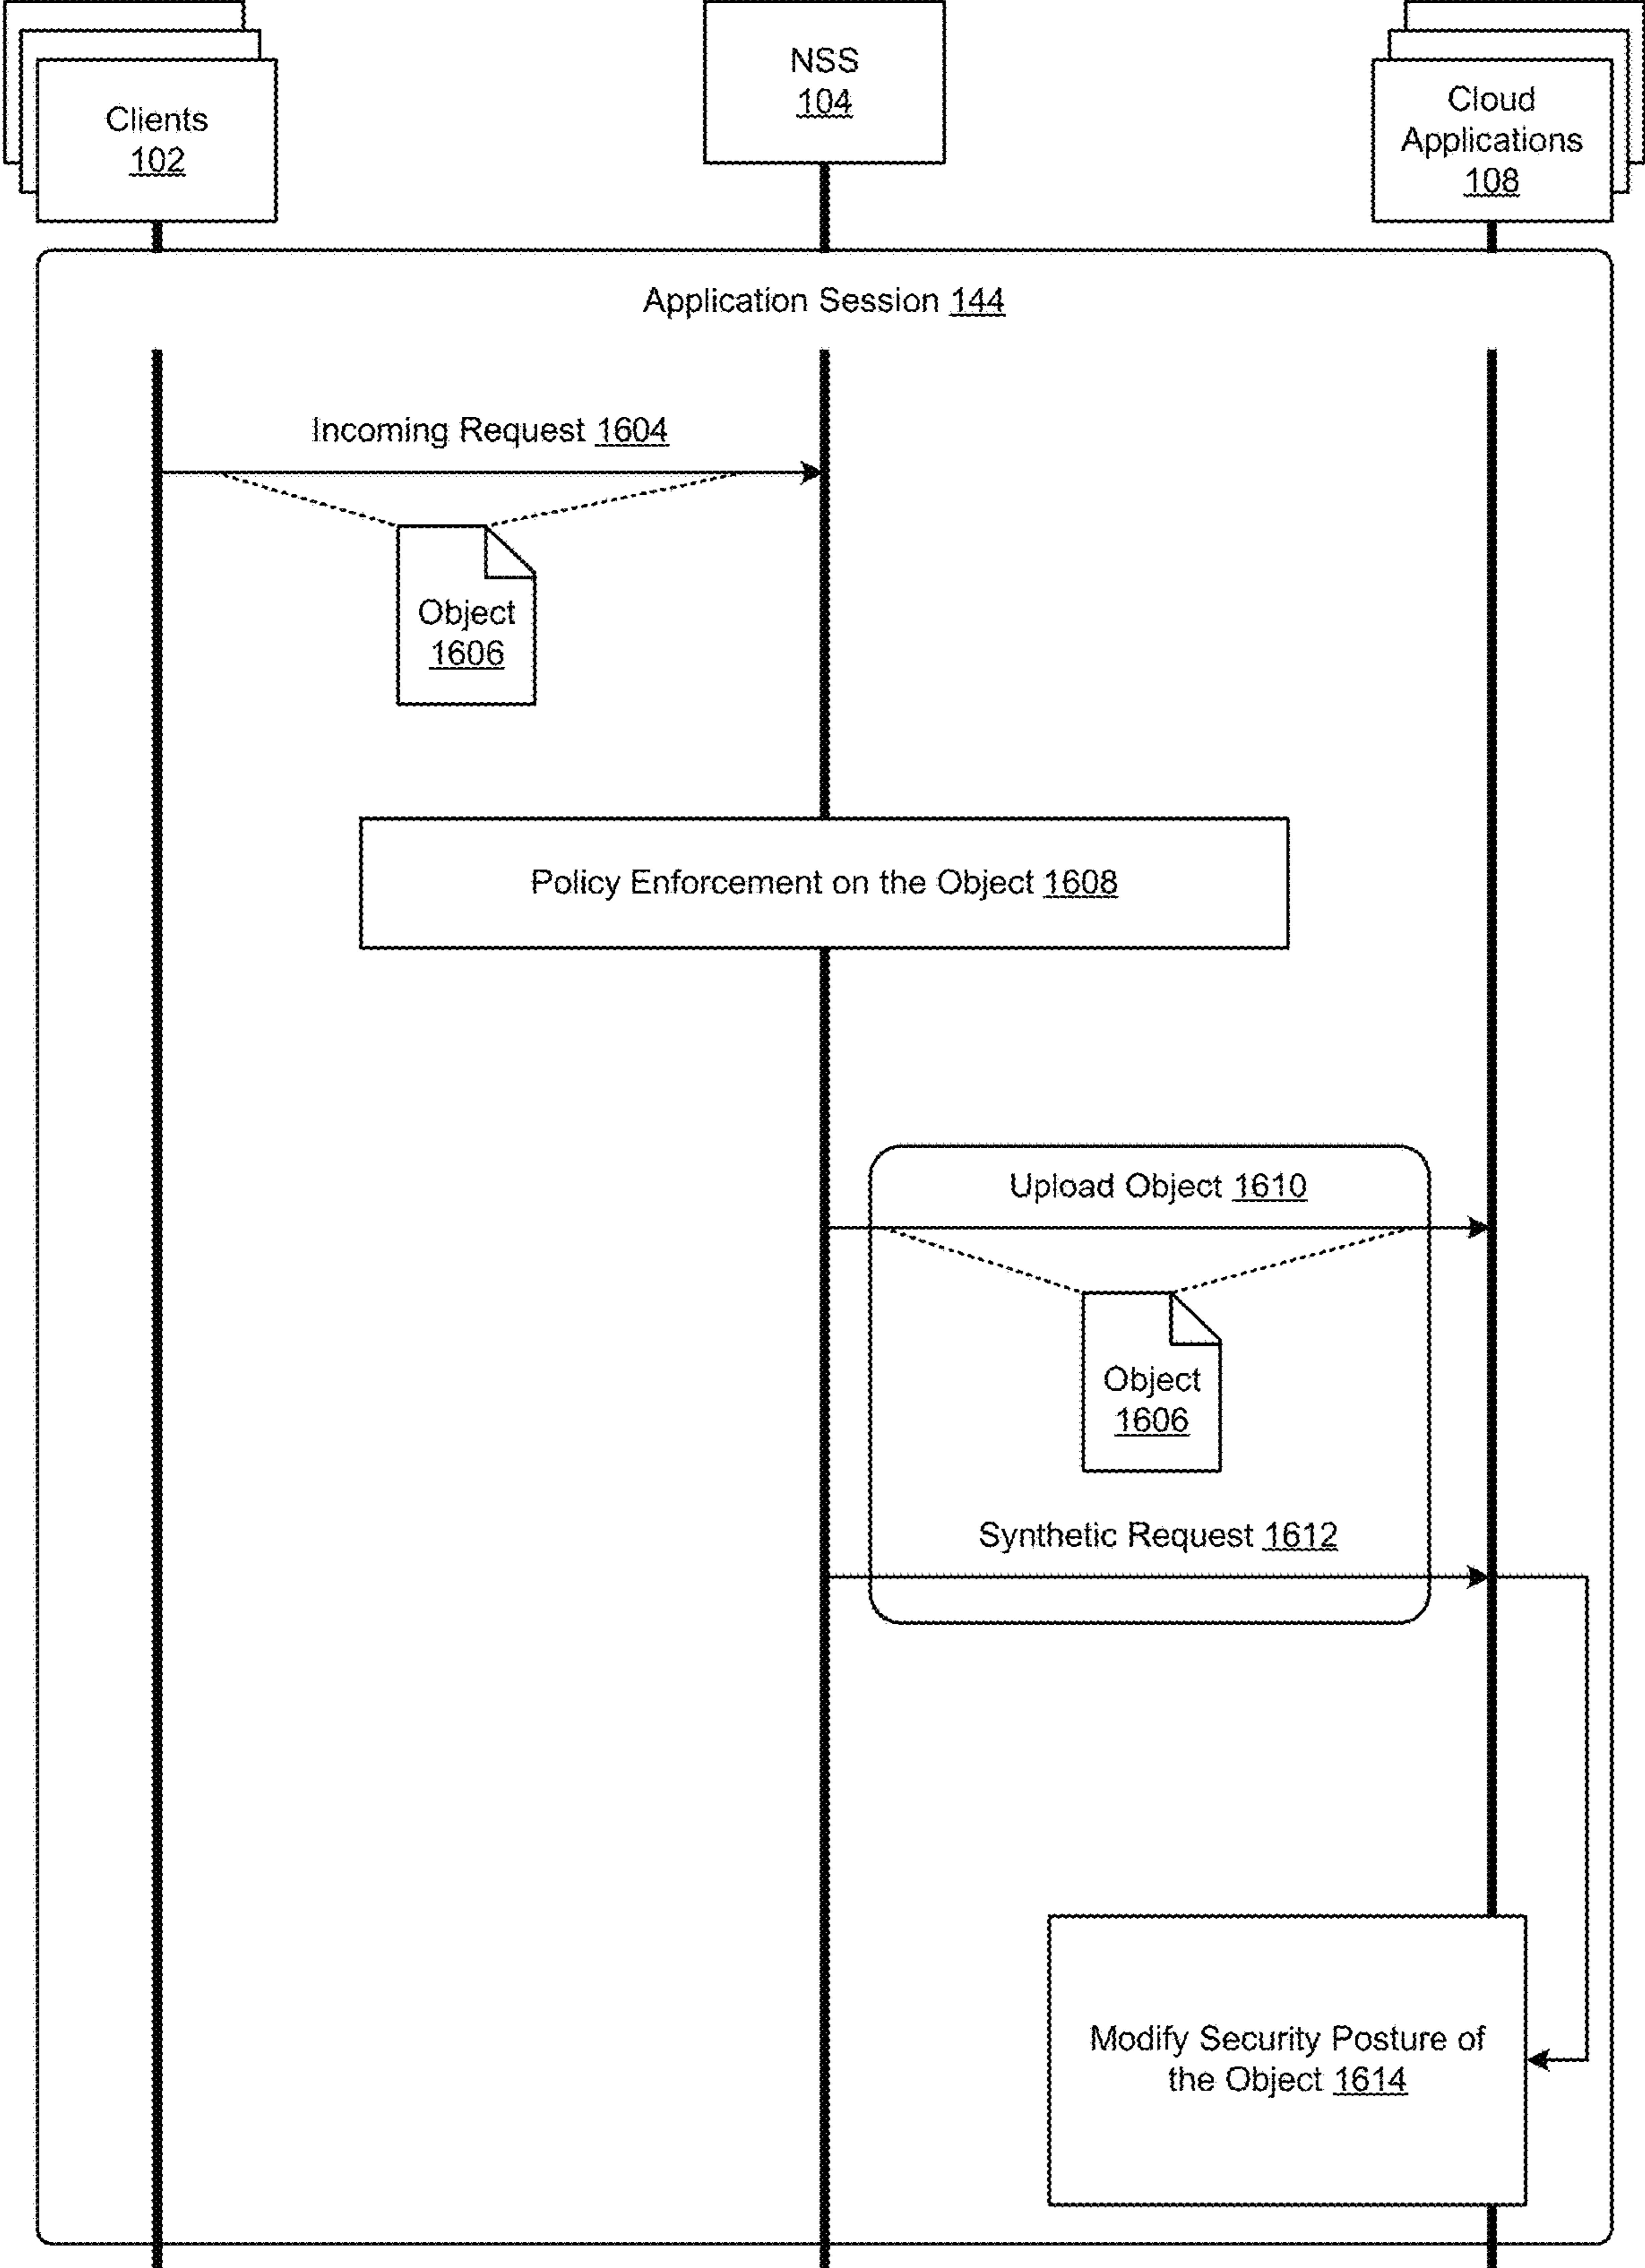 Clients
102
NSS
104
Cloud
Applications
108
Application Session 144
Incoming Request 1604
Object
1606
Policy Enforcement on the Object 1608
Upload Object 1610
Object
1606
Synthetic Request 1612
Modify Security Posture of
the Object 1614